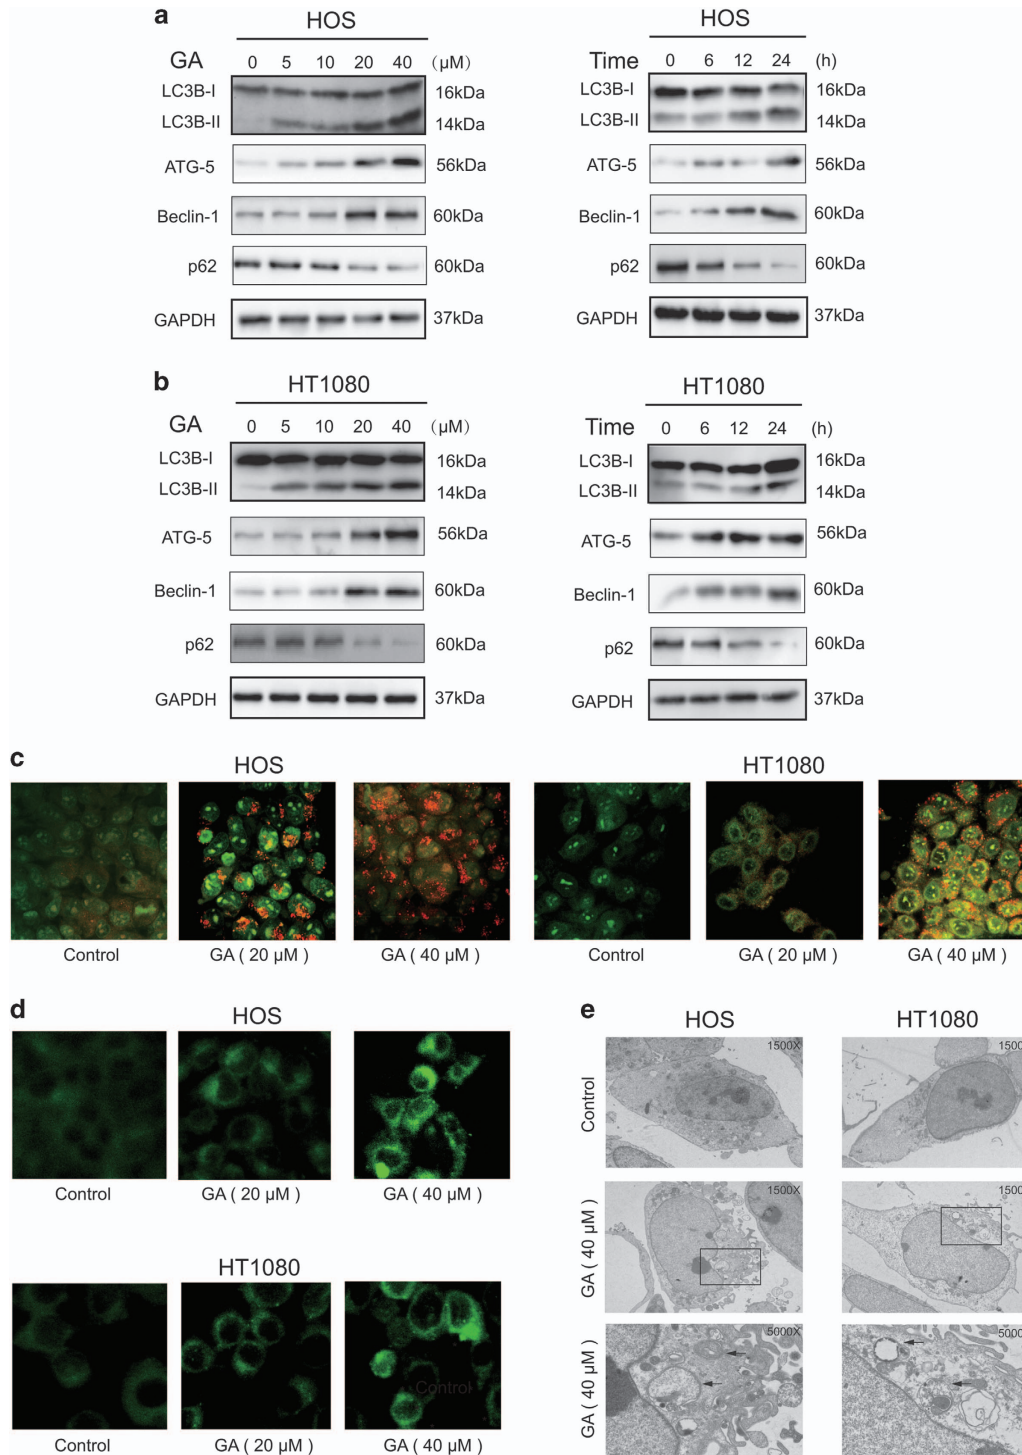 a
HOS
GA 0 5 10 20 40 (μM)
LC3B-I 16kDa
LC3B-II 14kDa
ATG-5 56kDa
Beclin-1 60kDa
p62 60kDa
GAPDH 37kDa
HOS
Time 0 6 12 24 (h)
LC3B-I 16kDa
LC3B-II 14kDa
ATG-5 56kDa
Beclin-1 60kDa
p62 60kDa
GAPDH 37kDa
b
HT1080
GA 0 5 10 20 40 (μM)
LC3B-I 16kDa
LC3B-II 14kDa
ATG-5 56kDa
Beclin-1 60kDa
p62 60kDa
GAPDH 37kDa
HT1080
Time 0 6 12 24 (h)
LC3B-I 16kDa
LC3B-II 14kDa
ATG-5 56kDa
Beclin-1 60kDa
p62 60kDa
GAPDH 37kDa
c
HOS HT1080
Control GA ( 20 μM ) GA ( 40 μM ) Control GA ( 20 μM ) GA ( 40 μM )
d
HOS
Control GA ( 20 μM ) GA ( 40 μM )
HT1080
Control
Control GA ( 20 μM ) GA ( 40 μM )
e
HOS HT1080
Control 1500X 1500
GA ( 40 μM ) 1500X 1500
GA ( 40 μM ) 5000X 5000